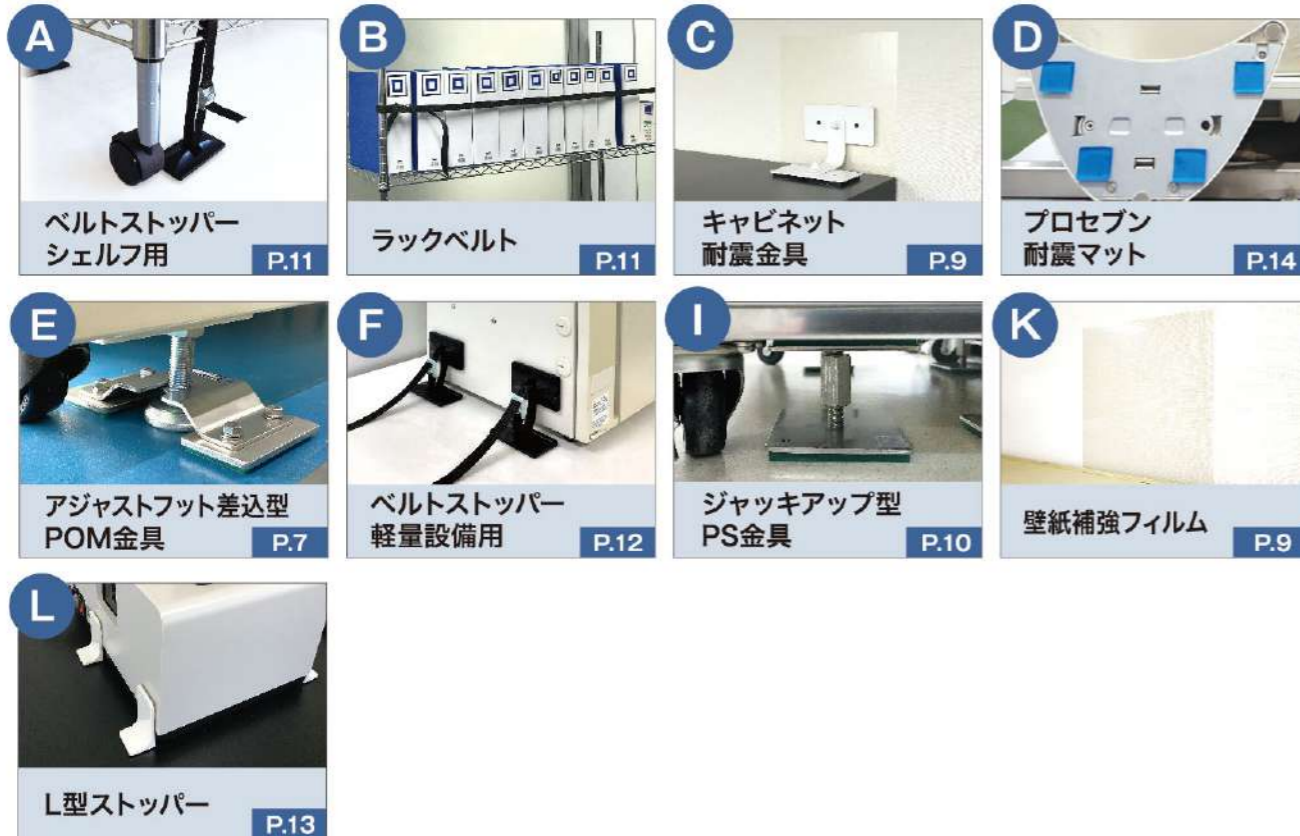 A
ベルトストッパー
シェルフ用
P.11
B
ラックベルト
P.11
C
キャビネット
耐震金具
P.9
D
プロセブン
耐震マット
P.14
E
アジャストフット差込型
POM金具
P.7
F
ベルトストッパー
軽量設備用
P.12
I
ジャッキアップ型
PS金具
P.10
K
壁紙補強フィルム
P.9
L
L型ストッパー
P.13